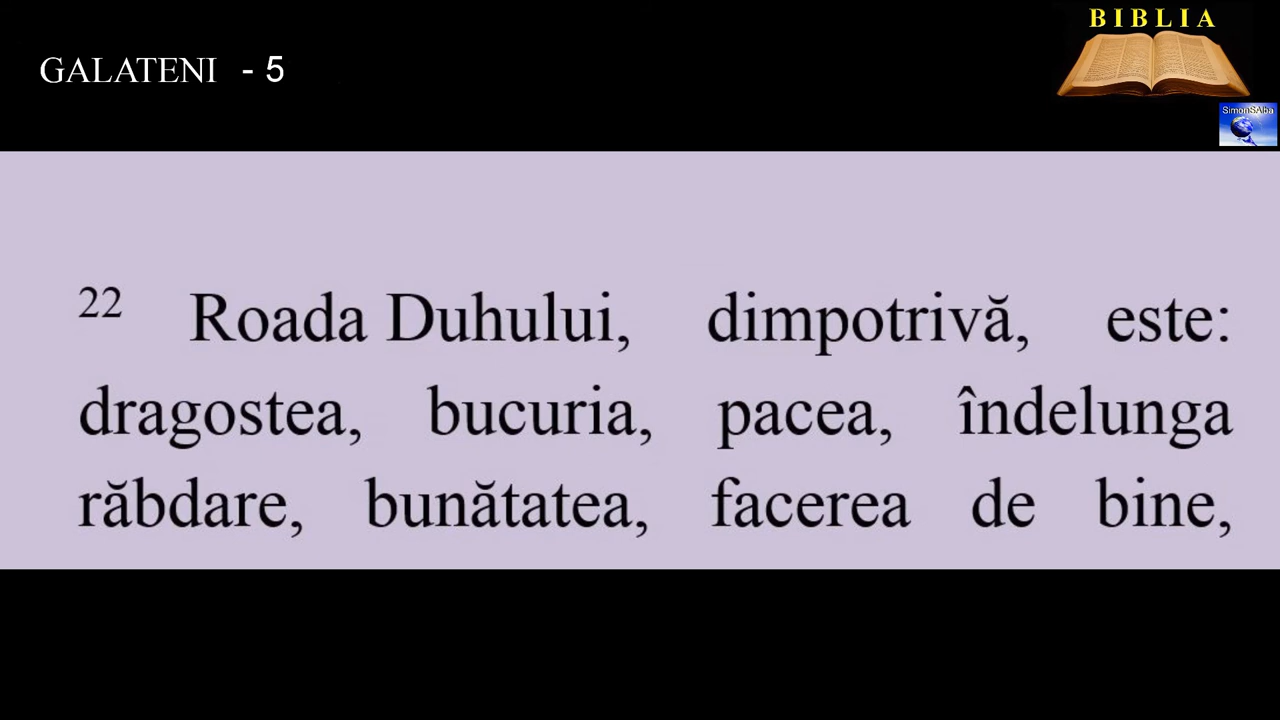 BIBLIA
GALATENI - 5
SimonSAlba
22 Roada Duhului, dimpotrivă, este:
dragostea, bucuria, pacea, îndelunga
răbdare, bunătatea, facerea de bine,